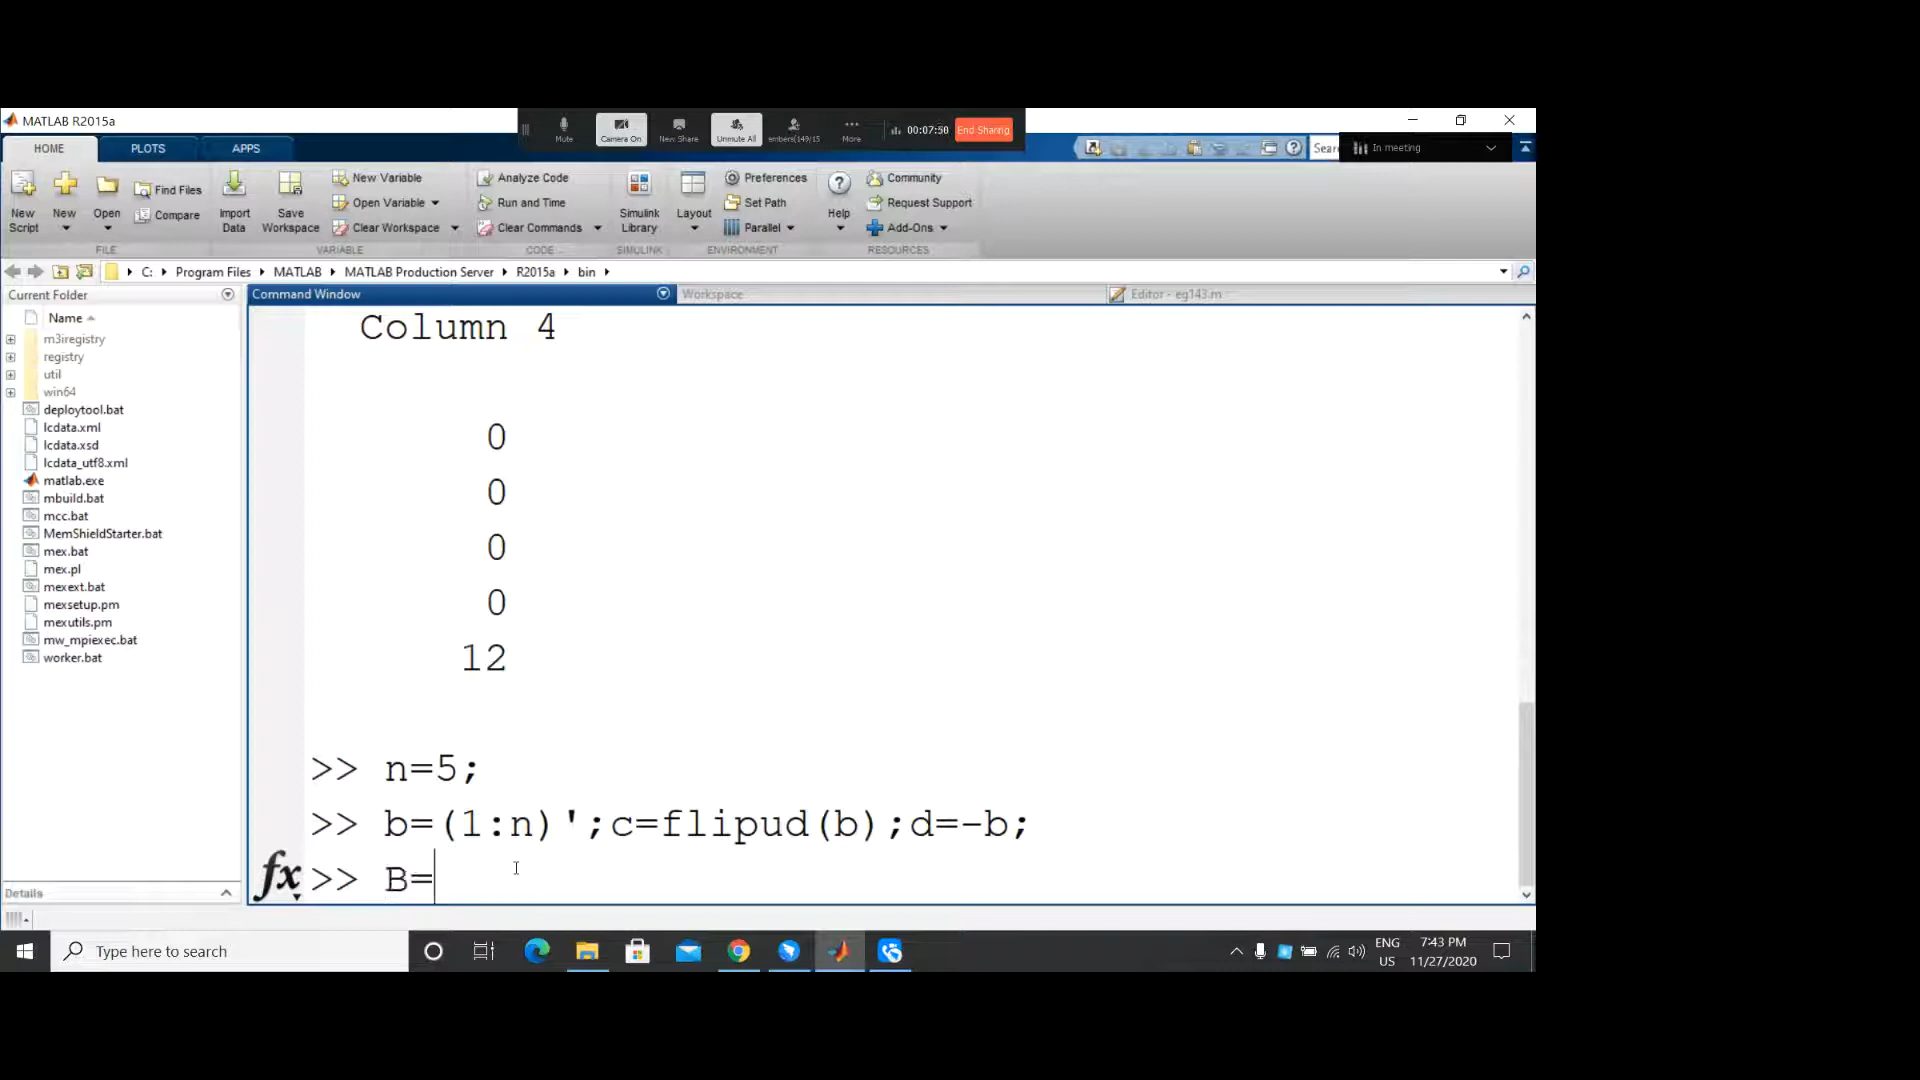 MATLAB R2015a
Mute
Camera On
New Share
Unmute All
embers(149/15
More
00:07:50
End Sharing
HOME
PLOTS
APPS
Sear
In meeting
New Script
New
Open
Find Files
Compare
Import Data
Save Workspace
New Variable
Open Variable
Clear Workspace
Analyze Code
Run and Time
Clear Commands
Simulink Library
Layout
Preferences
Set Path
Parallel
Help
Community
Request Support
Add-Ons
FILE
VARIABLE
CODE
SIMULINK
ENVIRONMENT
RESOURCES
C: Program Files MATLAB MATLAB Production Server R2015a bin
Current Folder
Command Window
Workspace
Editor - eg143.m
Name
m3iregistry
registry
util
win64
deploytool.bat
lcdata.xml
lcdata.xsd
lcdata_utf8.xml
matlab.exe
mbuild.bat
mcc.bat
MemShieldStarter.bat
mex.bat
mex.pl
mexext.bat
mexsetup.pm
mexutils.pm
mw_mpiexec.bat
worker.bat
Details
Column 4
0
0
0
0
12
>> n=5;
>> b=(1:n)';c=flipud(b);d=-b;
fx >> B=
Type here to search
ENG
US
7:43 PM
11/27/2020